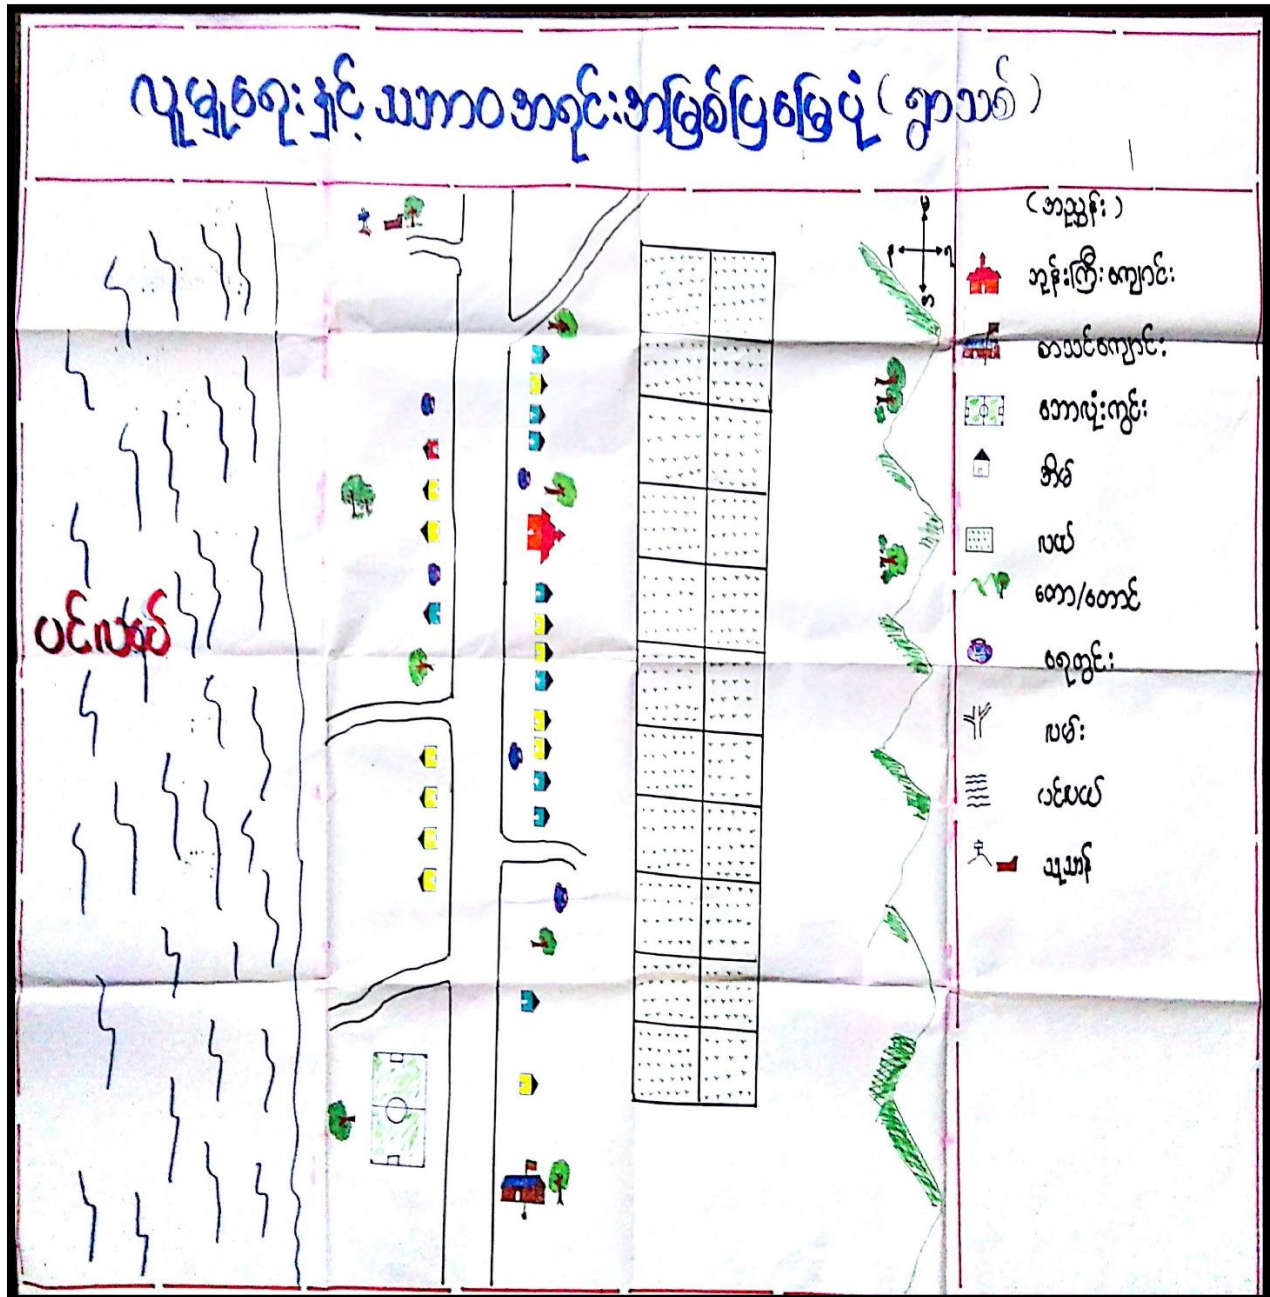 လူမှုရေးနှင့် သဘာဝအရင်းအမြစ်ပြမြေပုံ (ရွာသစ်)
(အညွှန်း)
ဘုန်းကြီးကျောင်း
စာသင်ကျောင်း
ဘောလုံးကွင်း
အိမ်
လယ်
တော/တောင်
ရေတွင်း
လမ်း
ပင်လယ်
သုသာန်
ပင်လယ်